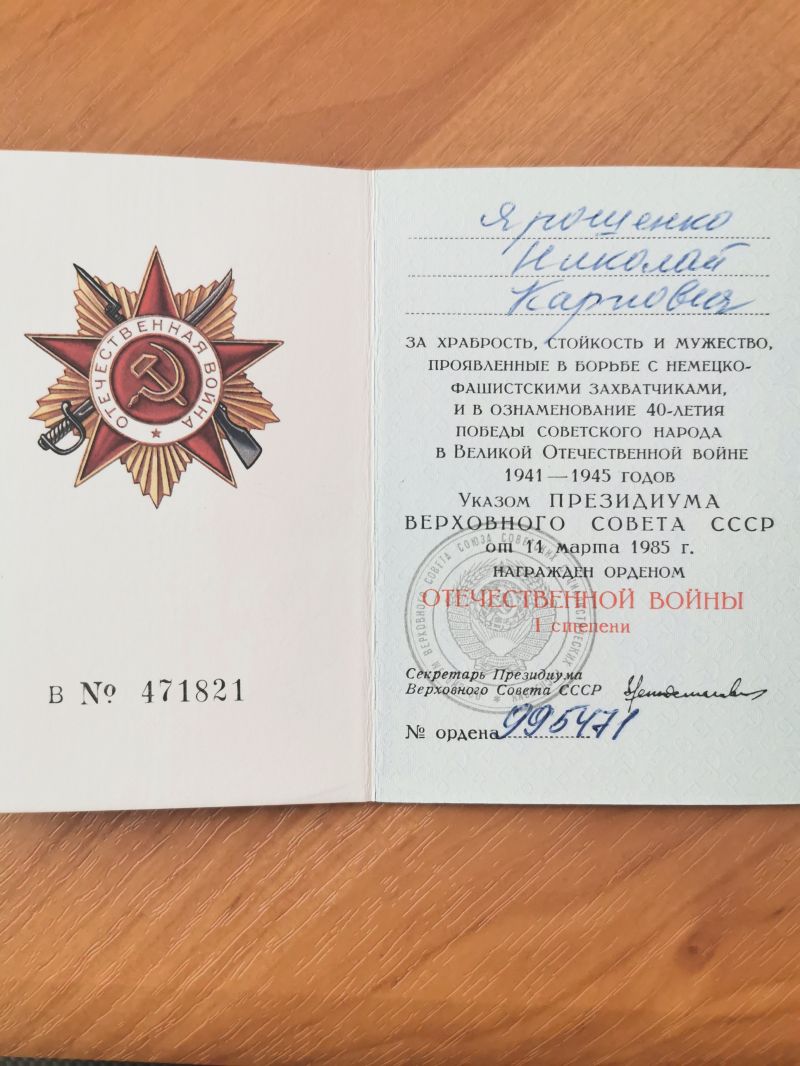 ОТЕЧЕСТВЕННАЯ ВОЙНА
В № 471821
Ярощенко
Николай
Карпович
ЗА ХРАБРОСТЬ, СТОЙКОСТЬ И МУЖЕСТВО,
ПРОЯВЛЕННЫЕ В БОРЬБЕ С НЕМЕЦКО-
ФАШИСТСКИМИ ЗАХВАТЧИКАМИ,
И В ОЗНАМЕНОВАНИЕ 40-ЛЕТИЯ
ПОБЕДЫ СОВЕТСКОГО НАРОДА
В ВЕЛИКОЙ ОТЕЧЕСТВЕННОЙ ВОЙНЕ
1941—1945 ГОДОВ
УКАЗОМ ПРЕЗИДИУМА
ВЕРХОВНОГО СОВЕТА СССР
от 11 марта 1985 г.
НАГРАЖДЕН ОРДЕНОМ
ОТЕЧЕСТВЕННОЙ ВОЙНЫ
I степени
Секретарь Президиума
Верховного Совета СССР
№ ордена 995471